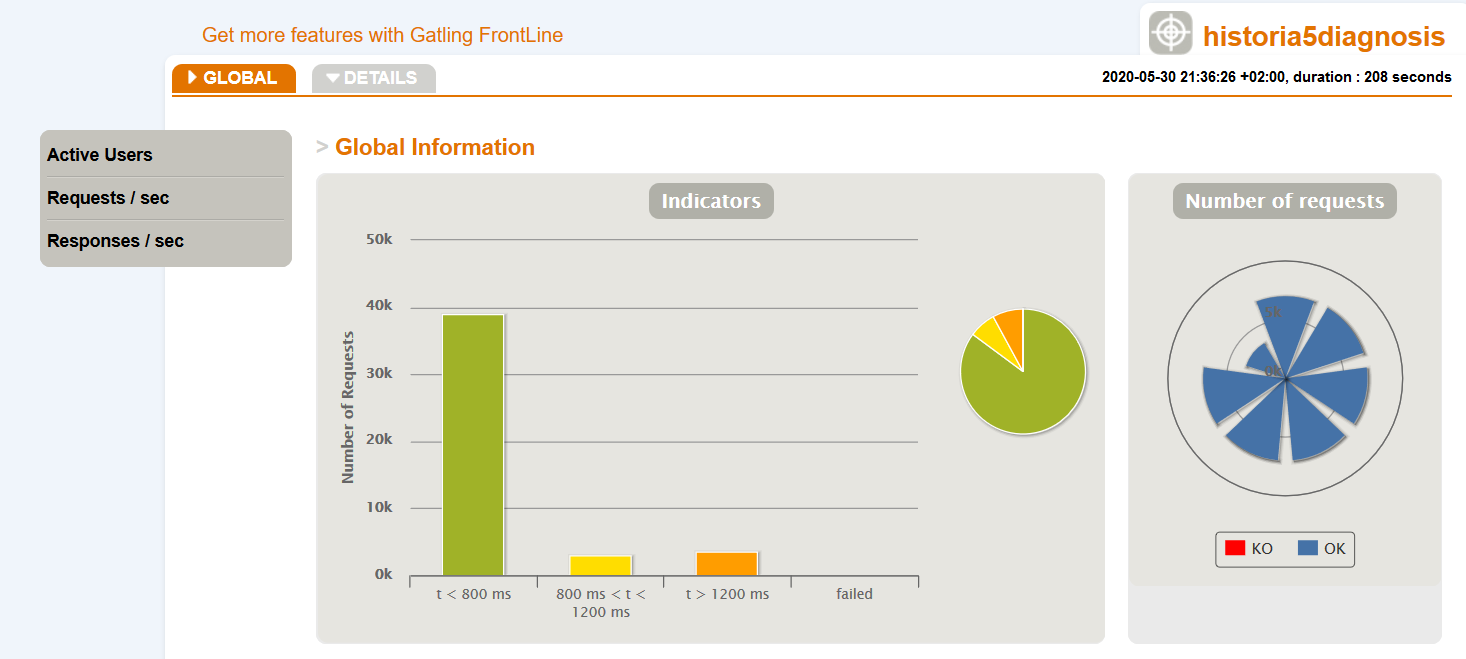 Get more features with Gatling FrontLine
historia5diagnosis
GLOBAL
DETAILS
2020-05-30 21:36:26 +02:00, duration : 208 seconds
Active Users
Requests / sec
Responses / sec
> Global Information
Indicators
Number of Requests
50k
40k
30k
20k
10k
0k
t < 800 ms
800 ms < t <
1200 ms
t > 1200 ms
failed
Number of requests
5k
0k
KO
OK